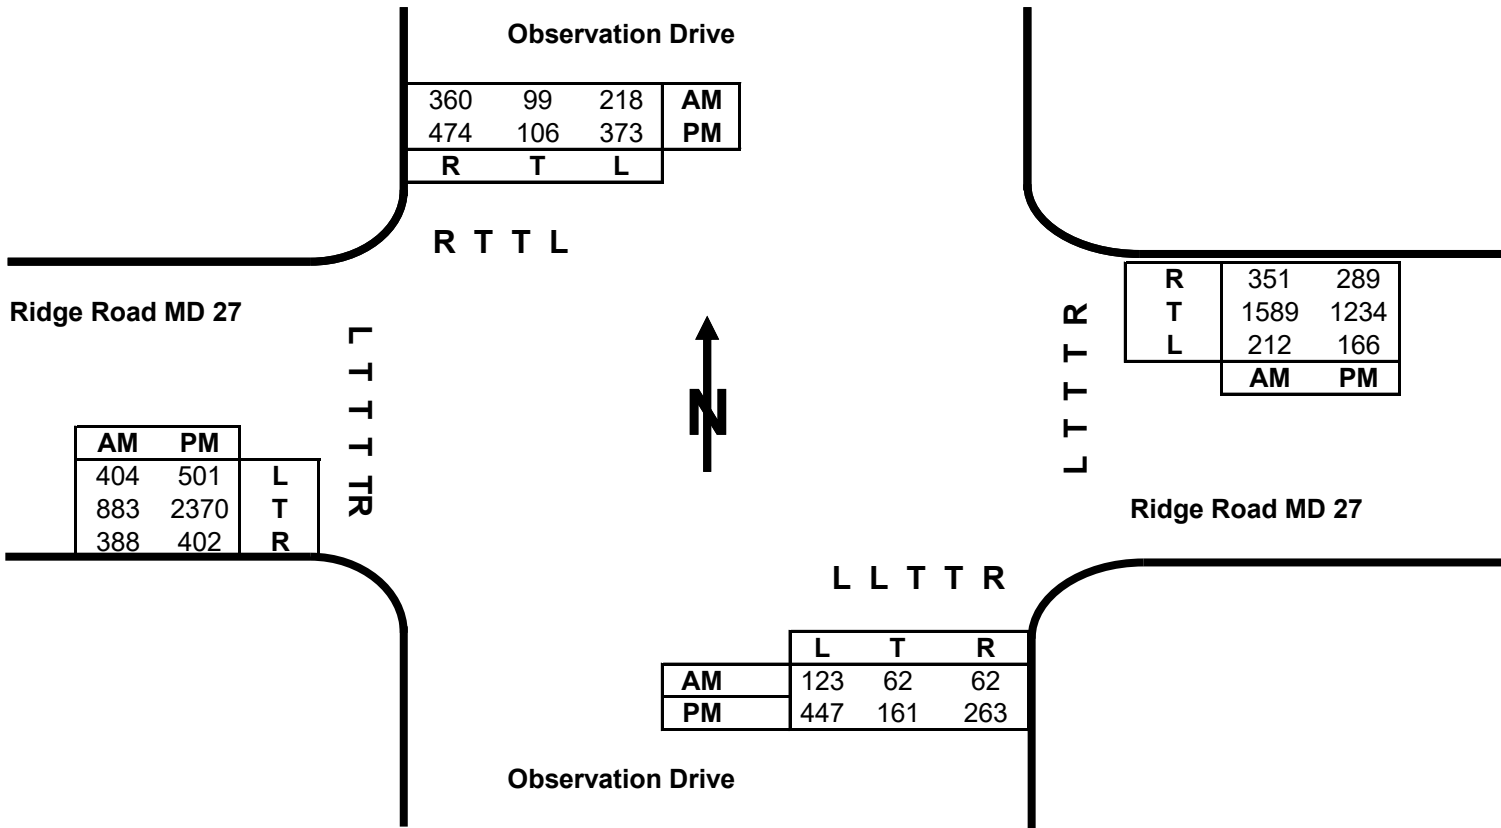 Observation Drive
360 99 218 AM
474 106 373 PM
R T L
R T T L
Ridge Road MD 27
L T T T TR
AM PM
404 501 L
883 2370 T
388 402 R
N
L T T T R
R 351 289
T 1589 1234
L 212 166
AM PM
Ridge Road MD 27
L L T T R
L T R
AM 123 62 62
PM 447 161 263
Observation Drive